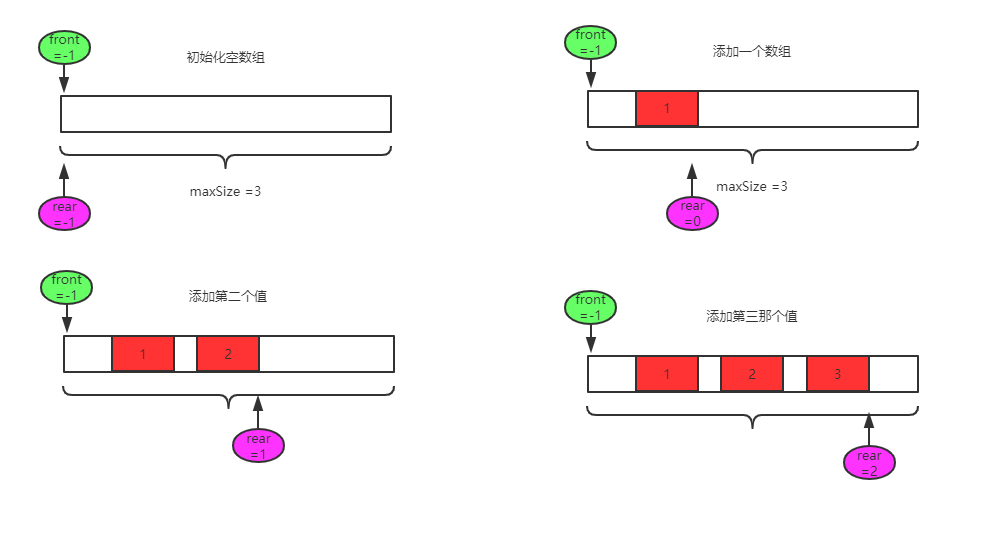 front
=-1
初始化空数组
rear
=-1
maxSize =3
front
=-1
添加一个数组
1
rear
=0
maxSize =3
front
=-1
添加第二个值
1
2
rear
=1
front
=-1
添加第三那个值
1
2
3
rear
=2